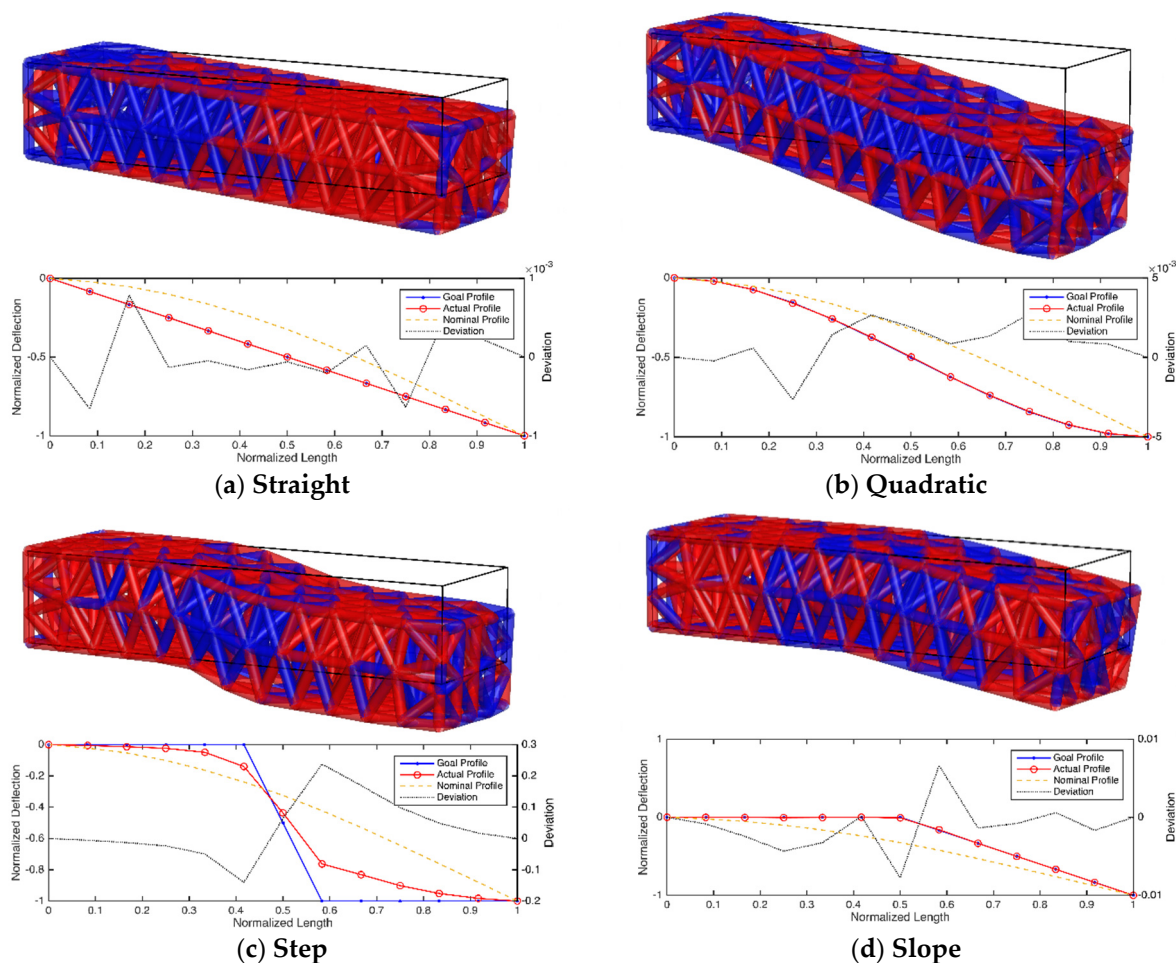 ×10-3
0
-0.5
-1
Normalized Deflection
Goal Profile
Actual Profile
Nominal Profile
Deviation
1
0
-1
Deviation
0 0.1 0.2 0.3 0.4 0.5 0.6 0.7 0.8 0.9 1
Normalized Length
(a) Straight
×10-3
0
-0.5
-1
Normalized Deflection
Goal Profile
Actual Profile
Nominal Profile
Deviation
5
0
-5
Deviation
0 0.1 0.2 0.3 0.4 0.5 0.6 0.7 0.8 0.9 1
Normalized Length
(b) Quadratic
0
-0.2
-0.4
-0.6
-0.8
-1
Normalized Deflection
Goal Profile
Actual Profile
Nominal Profile
Deviation
0.3
0.2
0.1
0
-0.1
-0.2
Deviation
0 0.1 0.2 0.3 0.4 0.5 0.6 0.7 0.8 0.9 1
Normalized Length
(c) Step
1
0
-1
Normalized Deflection
Goal Profile
Actual Profile
Nominal Profile
Deviation
0.01
0
-0.01
Deviation
0 0.1 0.2 0.3 0.4 0.5 0.6 0.7 0.8 0.9 1
Normalized Length
(d) Slope